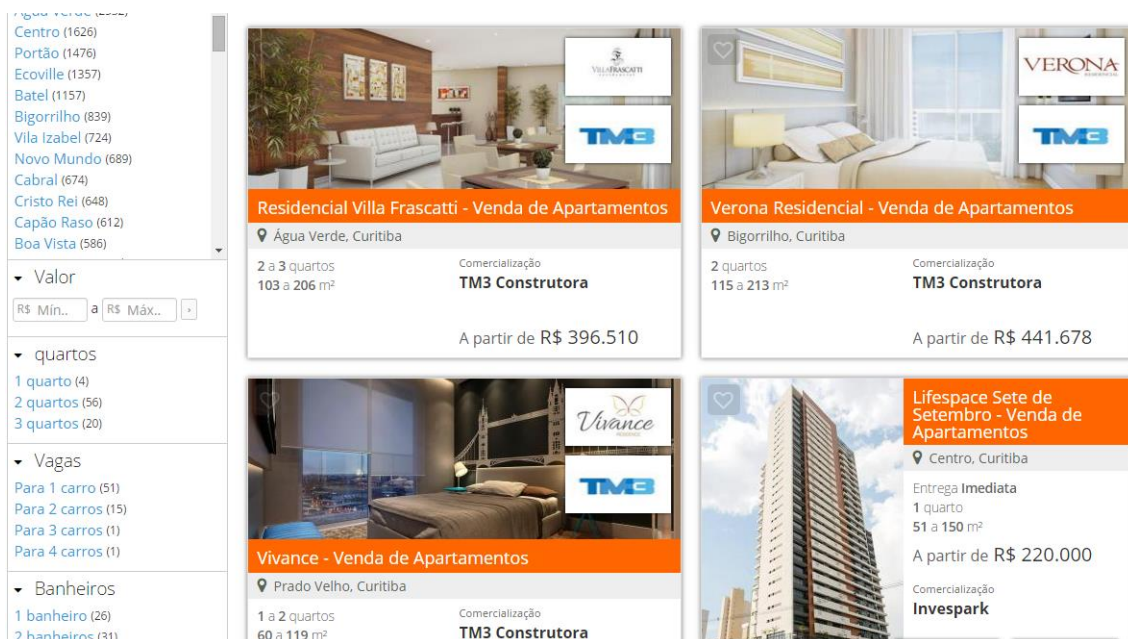 Centro (1626)
Portão (1476)
Ecoville (1357)
Batel (1157)
Bigorrilho (839)
Vila Izabel (724)
Novo Mundo (689)
Cabral (674)
Cristo Rei (648)
Capão Raso (612)
Boa Vista (586)
Valor
R$ Mín.. a R$ Máx.. ›
quartos
1 quarto (4)
2 quartos (56)
3 quartos (20)
Vagas
Para 1 carro (51)
Para 2 carros (15)
Para 3 carros (1)
Para 4 carros (1)
Banheiros
1 banheiro (26)
2 banheiros (31)
VILLA FRASCATTI
TM3
Residencial Villa Frascatti - Venda de Apartamentos
Água Verde, Curitiba
2 a 3 quartos
103 a 206 m²
Comercialização
TM3 Construtora
A partir de R$ 396.510
VERONA
RESIDENCIAL
TM3
Verona Residencial - Venda de Apartamentos
Bigorrilho, Curitiba
2 quartos
115 a 213 m²
Comercialização
TM3 Construtora
A partir de R$ 441.678
Vivance
TM3
Vivance - Venda de Apartamentos
Prado Velho, Curitiba
1 a 2 quartos
60 a 119 m²
Comercialização
TM3 Construtora
Lifespace Sete de
Setembro - Venda de
Apartamentos
Centro, Curitiba
Entrega Imediata
1 quarto
51 a 150 m²
A partir de R$ 220.000
Comercialização
Invespark